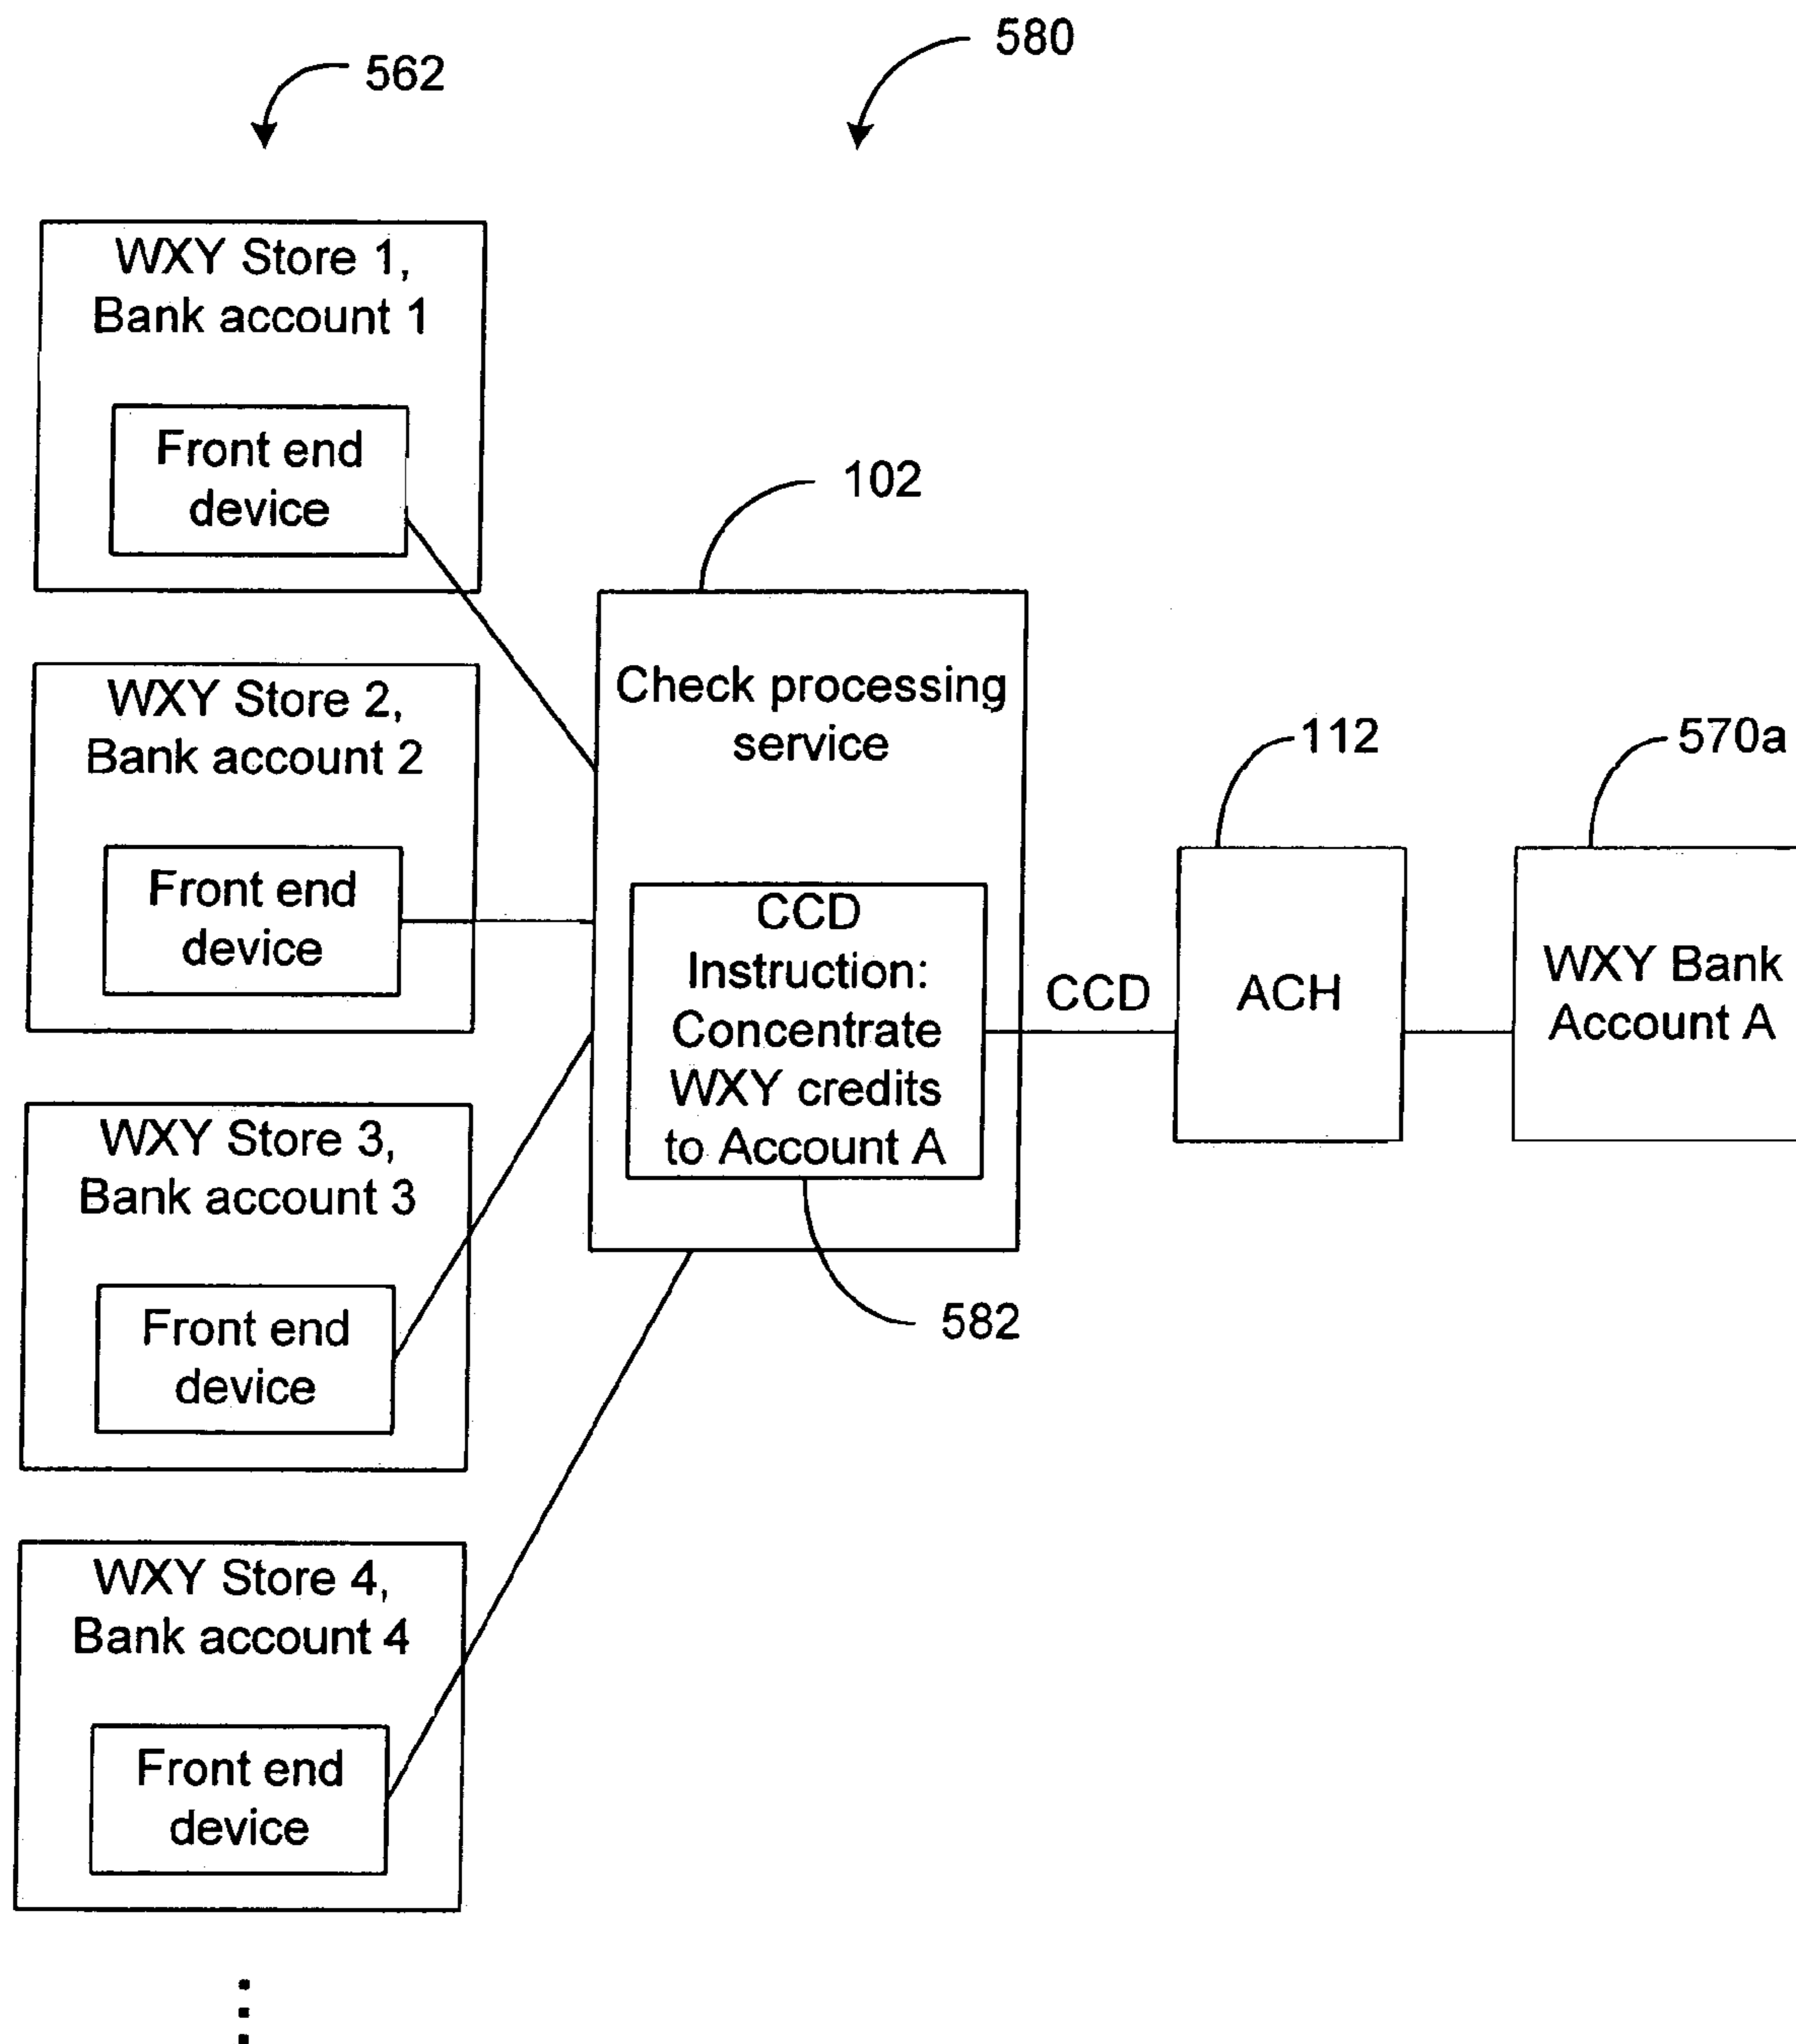 580
562
WXY Store 1,
Bank account 1
Front end
device
102
WXY Store 2,
Bank account 2
Front end
device
Check processing
service
CCD
Instruction:
Concentrate
WXY credits
to Account A
582
CCD
112
ACH
570a
WXY Bank
Account A
WXY Store 3,
Bank account 3
Front end
device
WXY Store 4,
Bank account 4
Front end
device